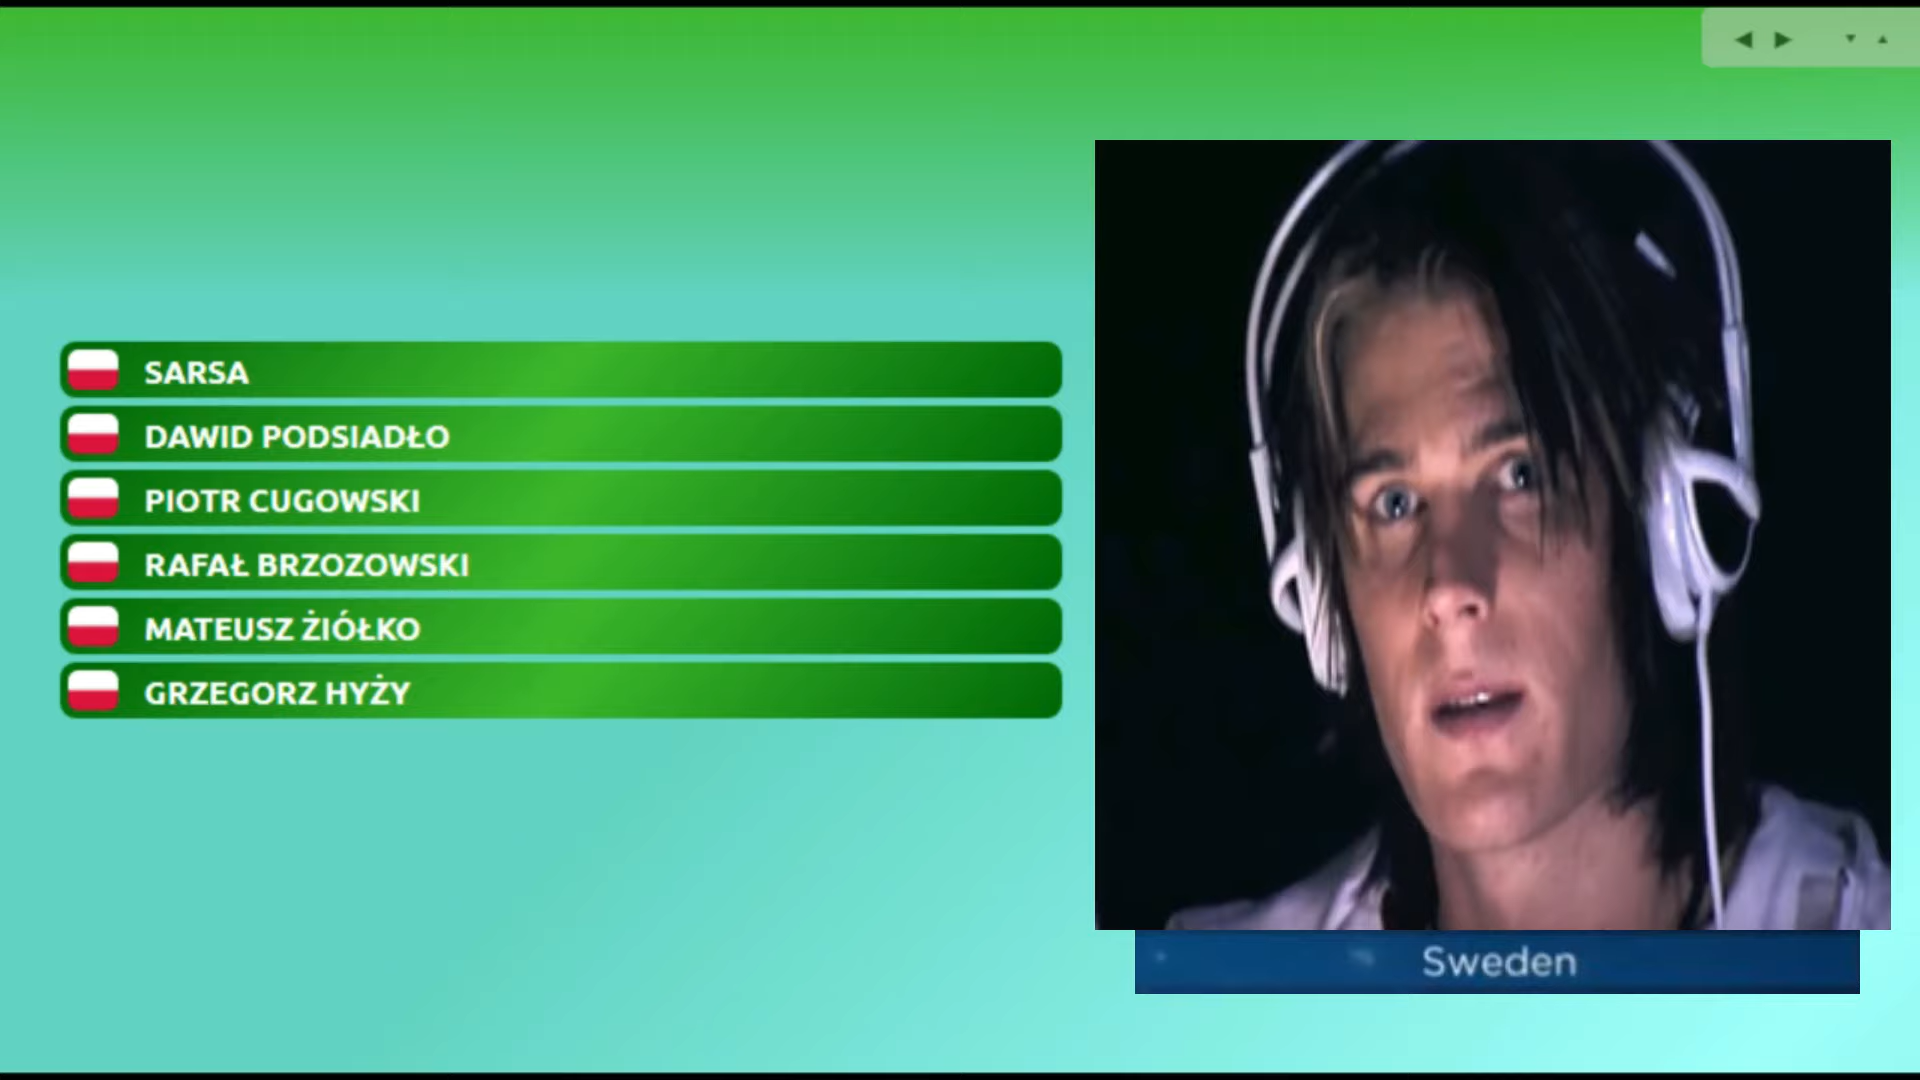 SARSA
DAWID PODSIADŁO
PIOTR CUGOWSKI
RAFAŁ BRZOZOWSKI
MATEUSZ ŻIÓŁKO
GRZEGORZ HYŻY
Sweden